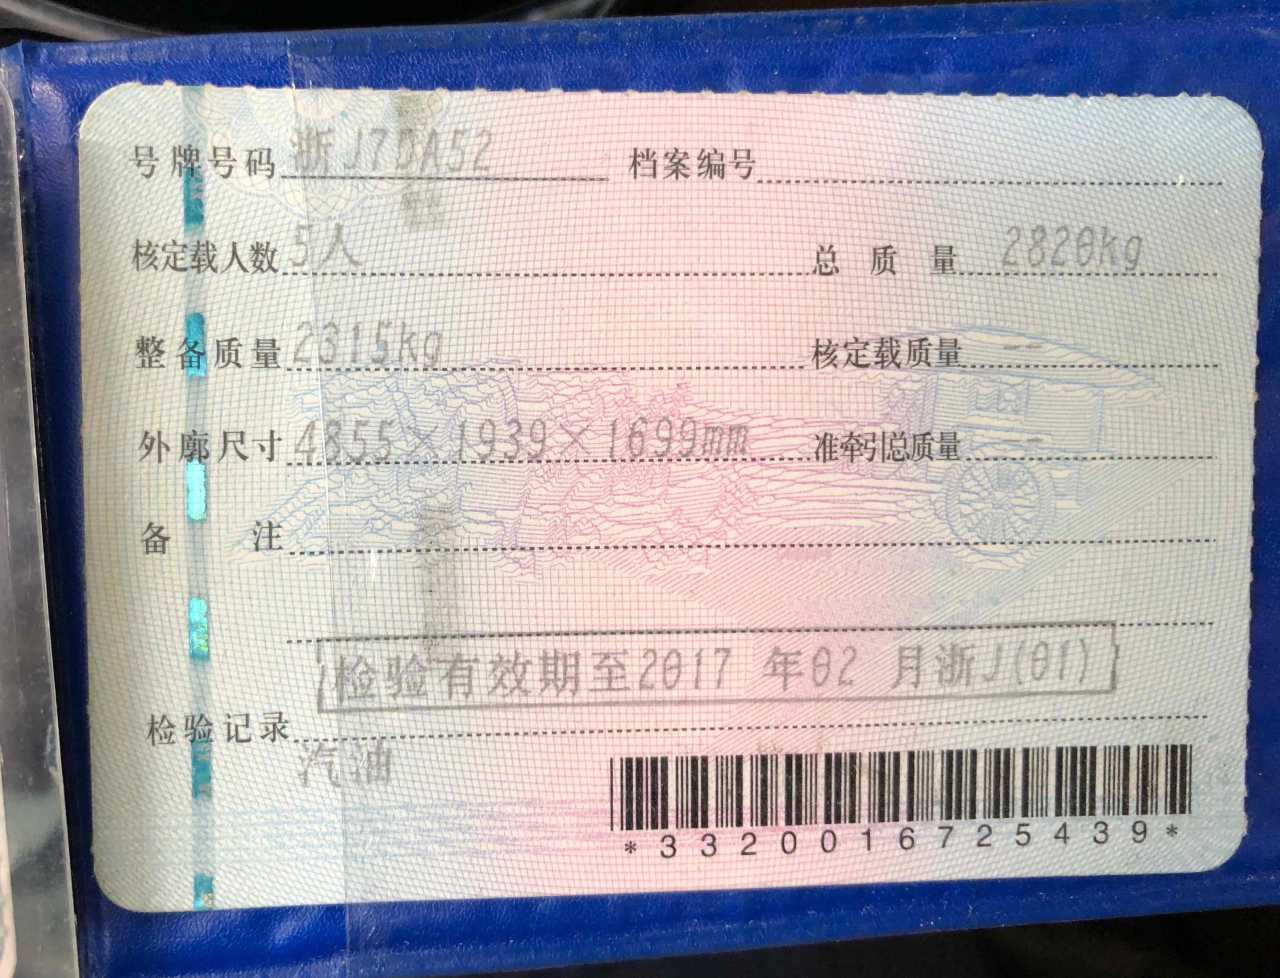 号牌号码 浙J7DA52 档案编号
核定载人数 5人 总质量 2820kg
整备质量 2315kg 核定载质量 --
外廓尺寸 4855×1939×1699mm 准牵引总质量 --
备注
检验有效期至2017 年02 月浙J(01)
检验记录
汽油
*3320016725439*